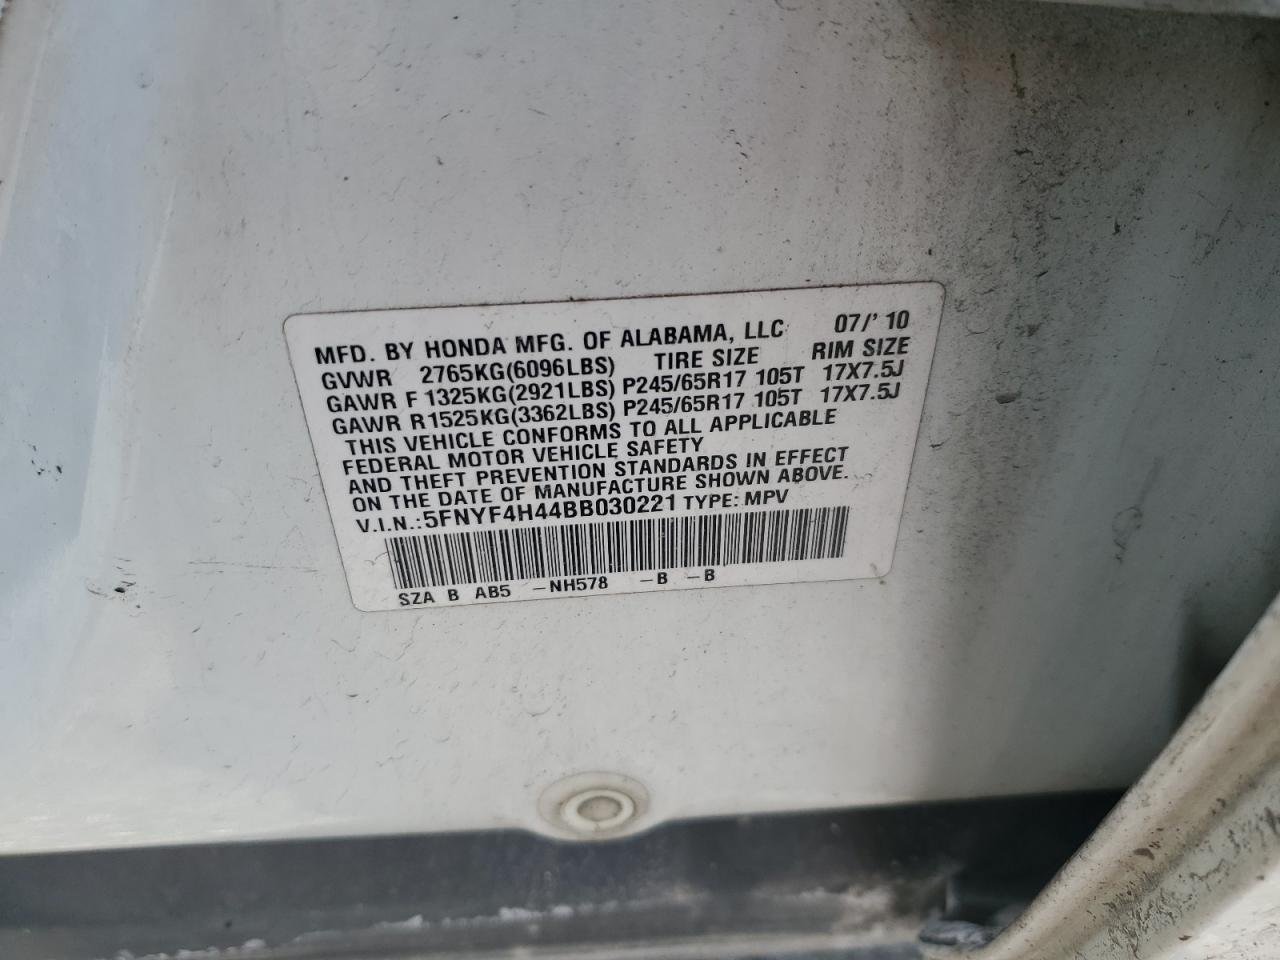 MFD. BY HONDA MFG. OF ALABAMA, LLC 07/'10
GVWR 2765KG(6096LBS) TIRE SIZE RIM SIZE
GAWR F 1325KG(2921LBS) P245/65R17 105T 17X7.5J
GAWR R 1525KG(3362LBS) P245/65R17 105T 17X7.5J
THIS VEHICLE CONFORMS TO ALL APPLICABLE
FEDERAL MOTOR VEHICLE SAFETY
AND THEFT PREVENTION STANDARDS IN EFFECT
ON THE DATE OF MANUFACTURE SHOWN ABOVE.
V.I.N.:5FNYF4H44BB030221 TYPE: MPV
SZA B AB5 -NH578 -B -B